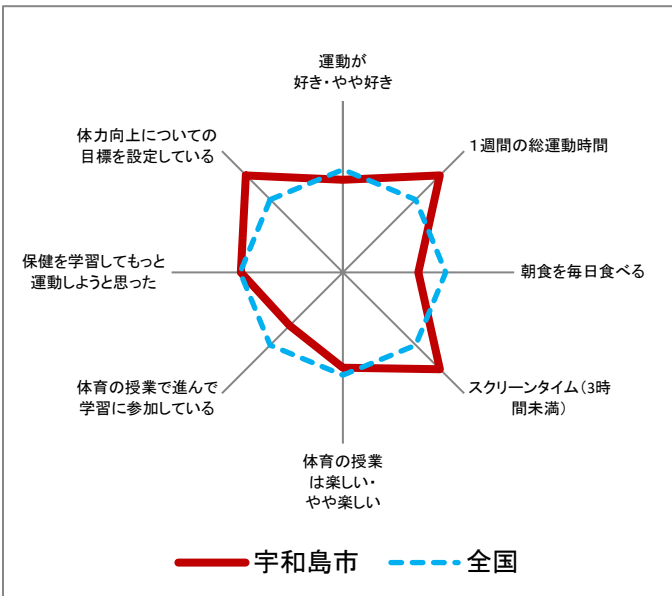 運動が
好き・やや好き
1週間の総運動時間
朝食を毎日食べる
スクリーンタイム(3時
間未満)
体育の授業
は楽しい・
やや楽しい
体育の授業で進んで
学習に参加している
保健を学習してもっと
運動しようと思った
体力向上についての
目標を設定している
宇和島市
全国